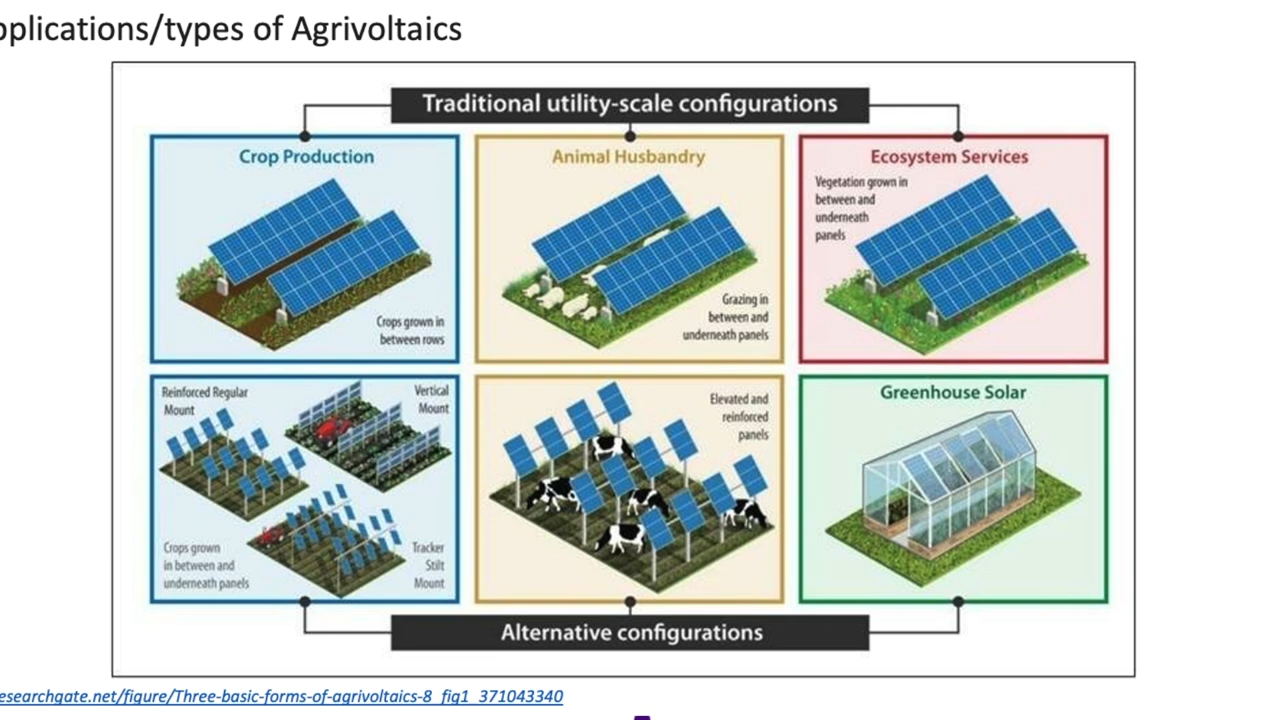 pplications/types of Agrivoltaics
Traditional utility-scale configurations
Crop Production
Crops grown in
between rows
Animal Husbandry
Grazing in
between and
underneath panels
Ecosystem Services
Vegetation grown in
between and
underneath
panels
Reinforced Regular
Mount
Vertical
Mount
Crops grown
in between and
underneath panels
Tracker
Stilt
Mount
Elevated and
reinforced
panels
Greenhouse Solar
Alternative configurations
esearchgate.net/figure/Three-basic-forms-of-agrivoltaics-8_fig1_371043340